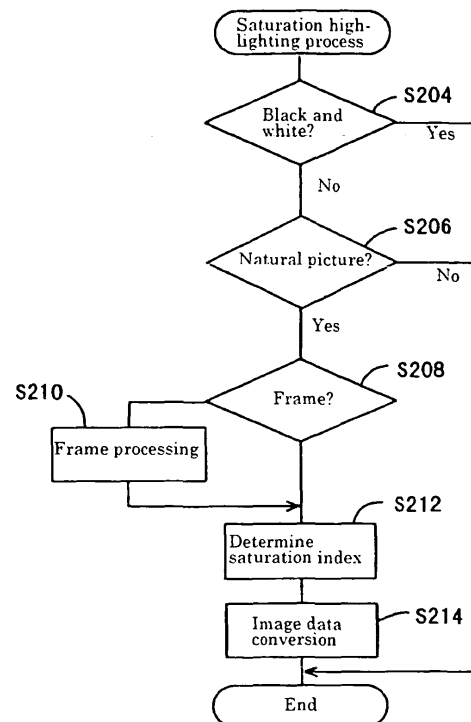 Saturation high-
lighting process
S204
Black and
white?
Yes
No
S206
Natural picture?
No
Yes
S208
Frame?
S210
Frame processing
S212
Determine
saturation index
S214
Image data
conversion
End